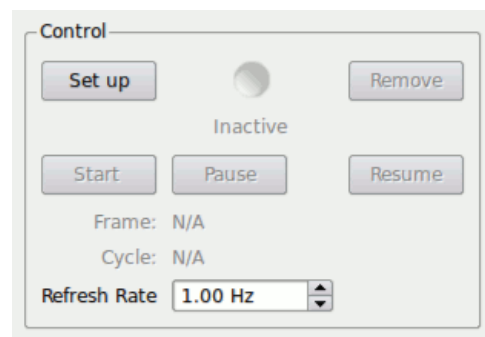 Control
Set up
Remove
Inactive
Start Pause Resume
Frame: N/A
Cycle: N/A
Refresh Rate 1.00 Hz